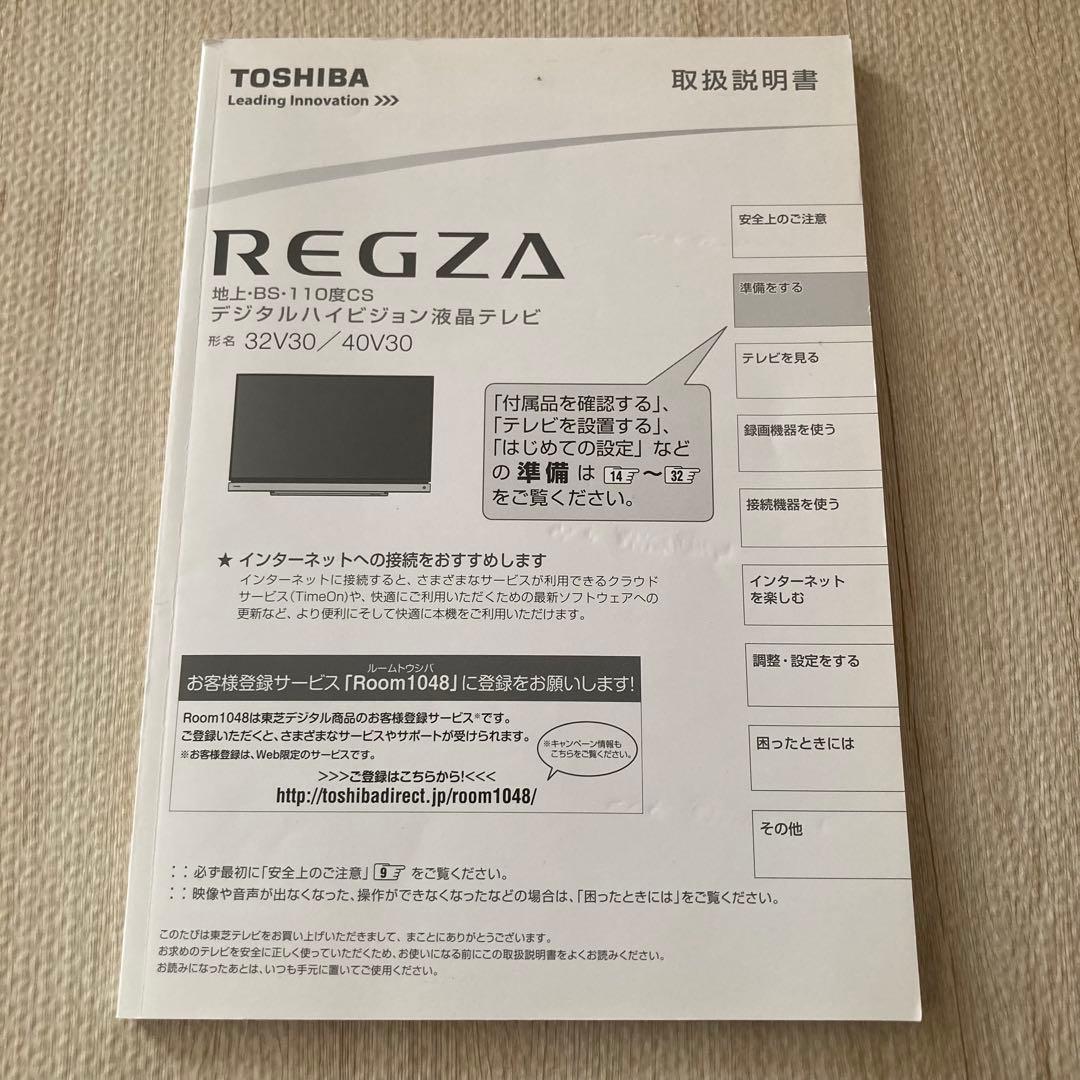 TOSHIBA
Leading Innovation >>>
取扱説明書
REGZA
地上・BS・110度CS
デジタルハイビジョン液晶テレビ
形名 32V30／40V30
安全上のご注意
準備をする
テレビを見る
録画機器を使う
接続機器を使う
インターネット
を楽しむ
調整・設定をする
困ったときには
その他
「付属品を確認する」、
「テレビを設置する」、
「はじめての設定」など
の 準備 は 14 〜 32
をご覧ください。
★ インターネットへの接続をおすすめします
インターネットに接続すると、さまざまなサービスが利用できるクラウド
サービス(TimeOn)や、快適にご利用いただくための最新ソフトウェアへの
更新など、より便利にそして快適に本機をご利用いただけます。
ルームトウシバ
お客様登録サービス「Room1048」に登録をお願いします!
Room1048は東芝デジタル商品のお客様登録サービス※です。
ご登録いただくと、さまざまなサービスやサポートが受けられます。
※お客様登録は、Web限定のサービスです。
※キャンペーン情報も
こちらをご覧ください。
>>>ご登録はこちらから!<<<
http://toshibadirect.jp/room1048/
：：必ず最初に「安全上のご注意」 9 をご覧ください。
：：映像や音声が出なくなった、操作ができなくなったなどの場合は、「困ったときには」をご覧ください。
このたびは東芝テレビをお買い上げいただきまして、まことにありがとうございます。
お求めのテレビを安全に正しく使っていただくため、お使いになる前にこの取扱説明書をよくお読みください。
お読みになったあとは、いつも手元に置いてご使用ください。